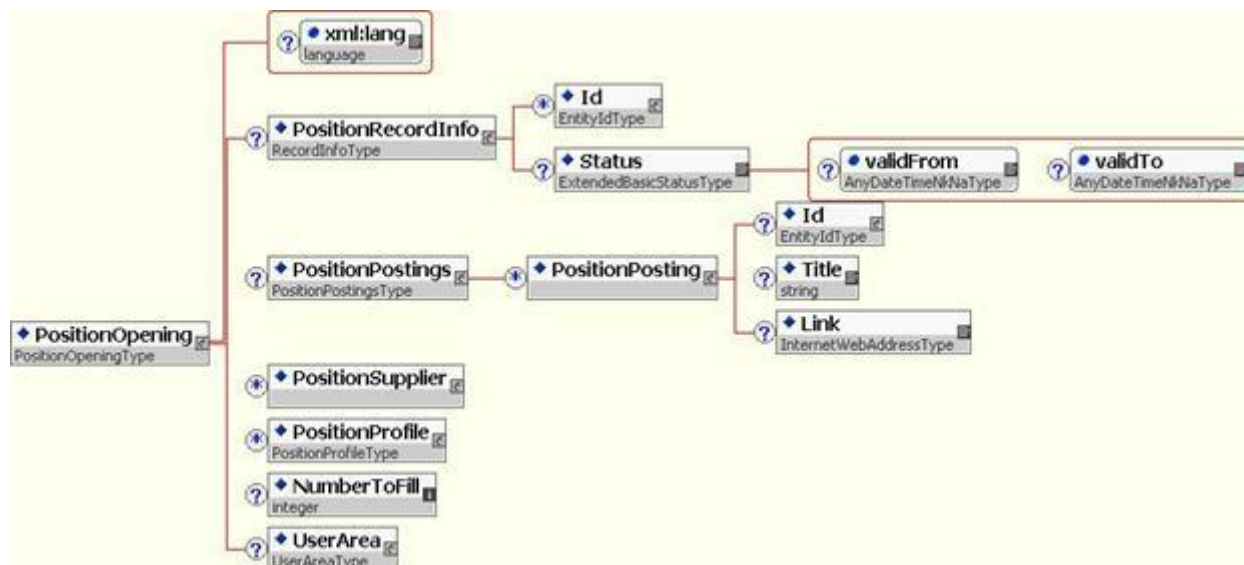 xml:lang
language
PositionRecordInfo
RecordInfoType
Id
EntityIdType
Status
ExtendedBasicStatusType
validFrom
AnyDateTimeNkNaType
validTo
AnyDateTimeNkNaType
PositionPostings
PositionPostingsType
PositionPosting
Id
EntityIdType
Title
string
Link
InternetWebAddressType
PositionOpening
PositionOpeningType
PositionSupplier
PositionProfile
PositionProfileType
NumberToFill
integer
UserArea
UserAreaType